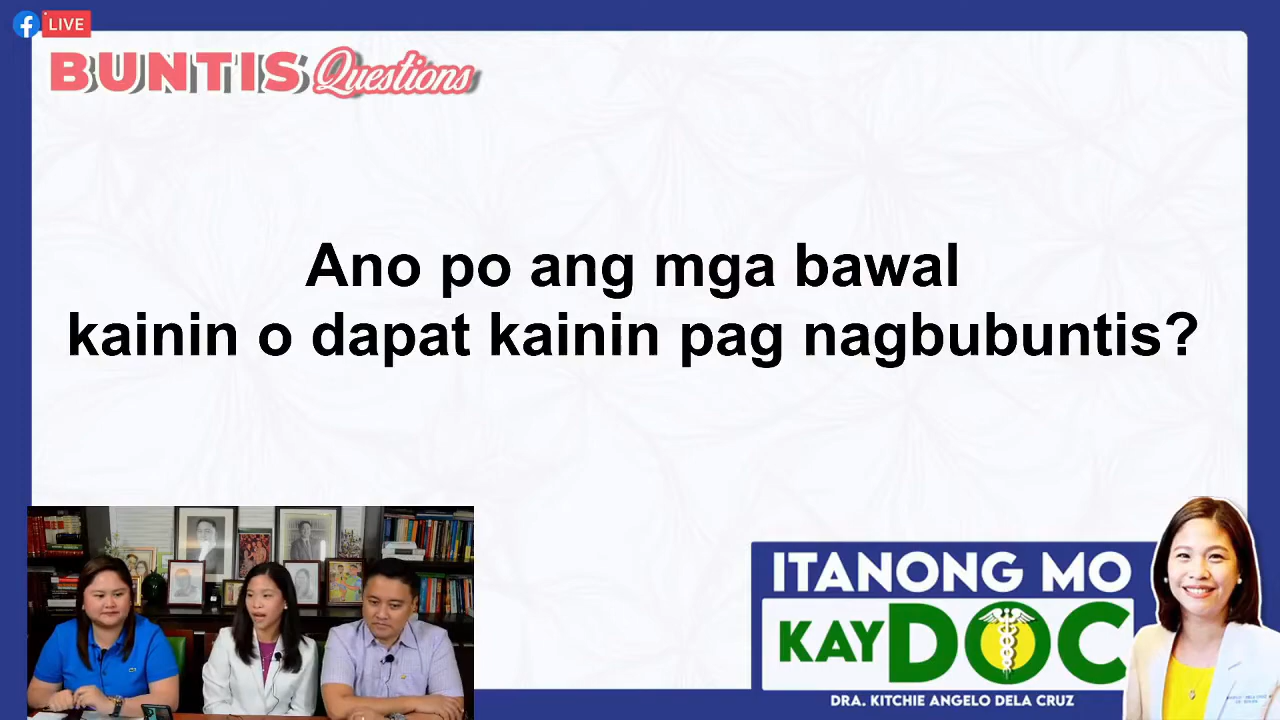 LIVE
BUNTIS Questions
Ano po ang mga bawal
kainin o dapat kainin pag nagbubuntis?
ITANONG MO
KAY DOC
DRA. KITCHIE ANGELO DELA CRUZ